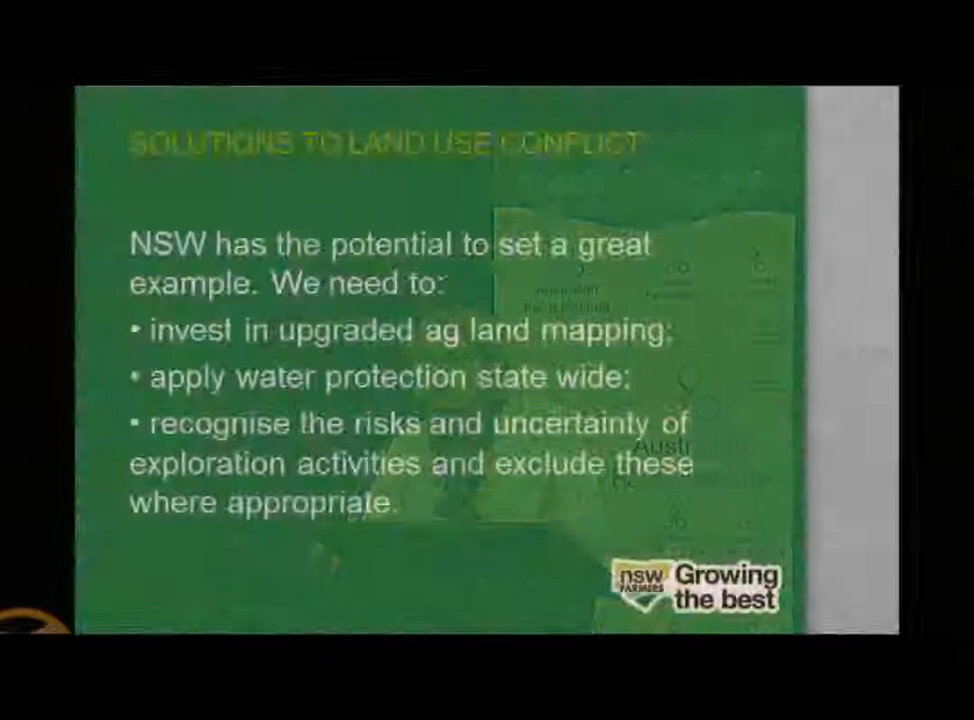 SOLUTIONS TO LAND USE CONFLICT
NSW has the potential to set a great
example. We need to:
• invest in upgraded ag land mapping;
• apply water protection state wide;
• recognise the risks and uncertainty of
exploration activities and exclude these
where appropriate.
Austr
nsw
FARMERS
Growing
the best